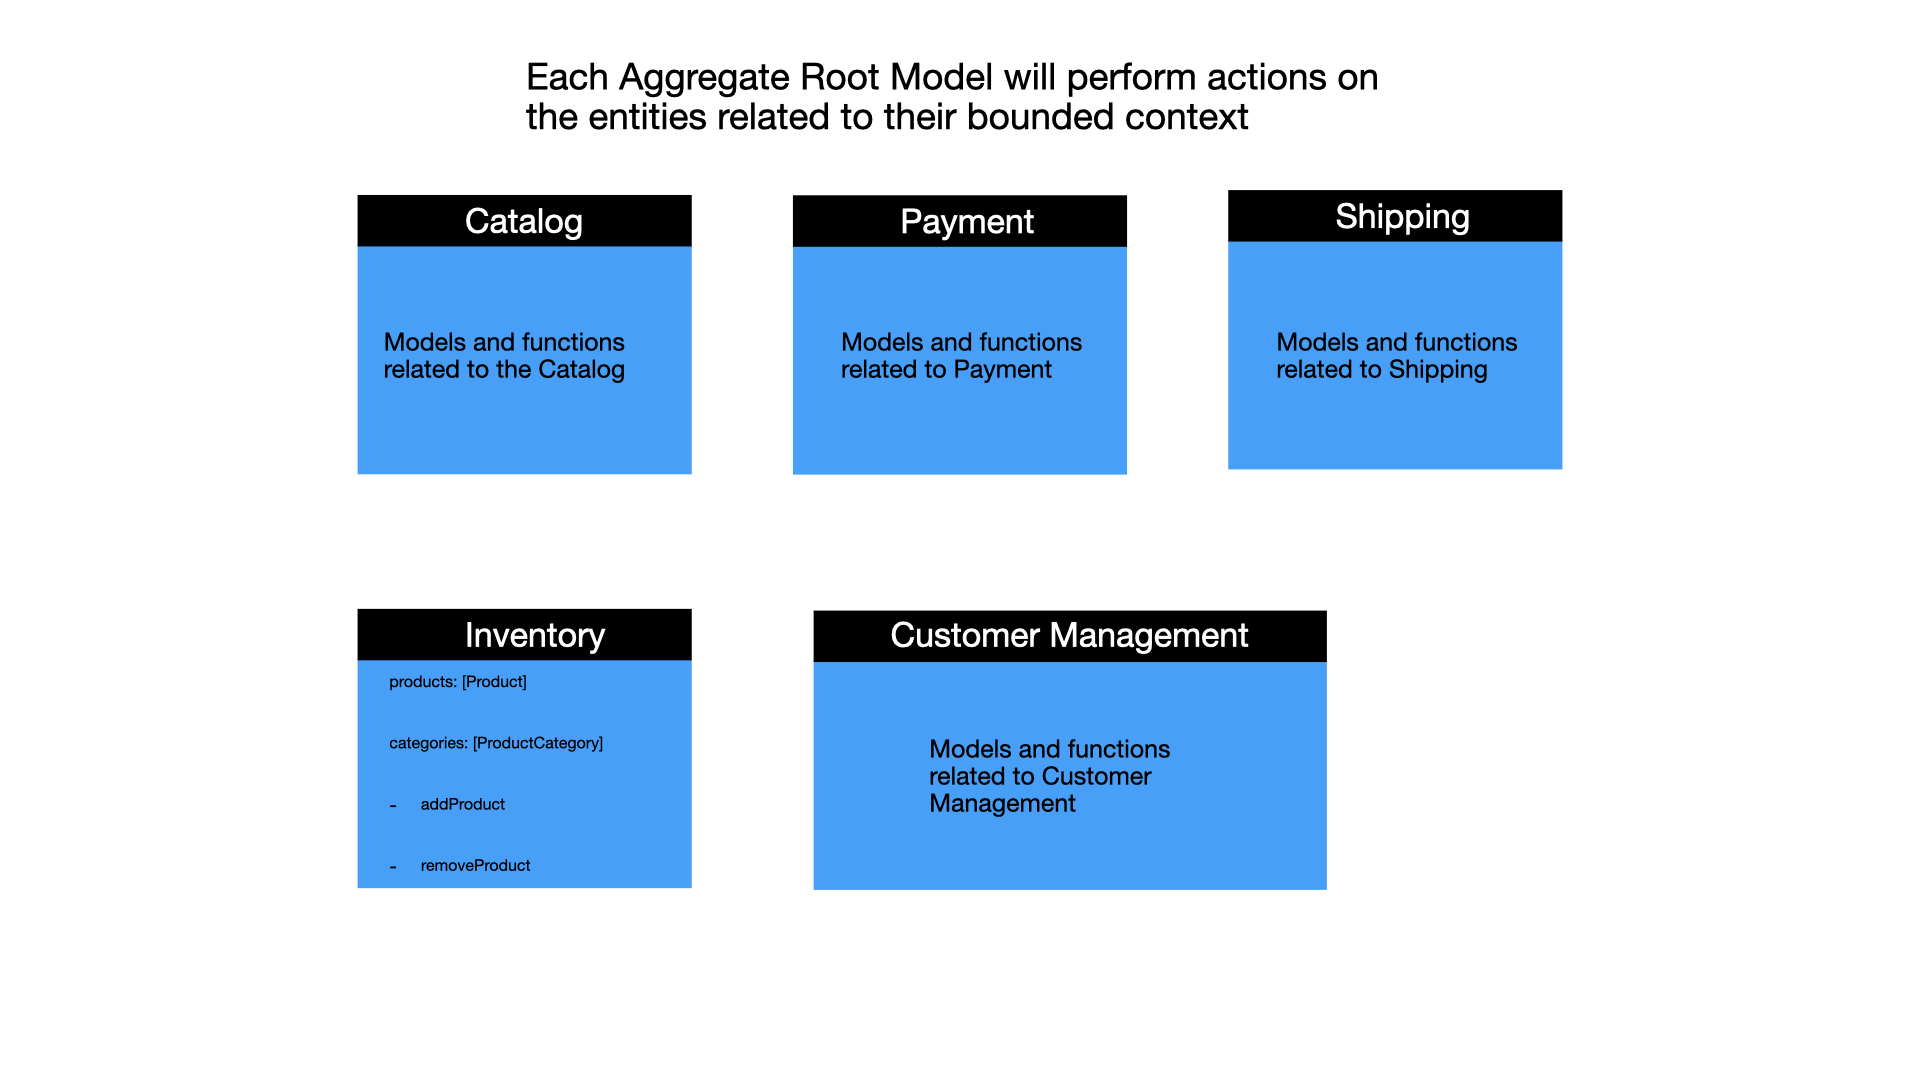 Each Aggregate Root Model will perform actions on
the entities related to their bounded context
Catalog
Models and functions
related to the Catalog
Payment
Models and functions
related to Payment
Shipping
Models and functions
related to Shipping
Inventory
products: [Product]
categories: [ProductCategory]
- addProduct
- removeProduct
Customer Management
Models and functions
related to Customer
Management